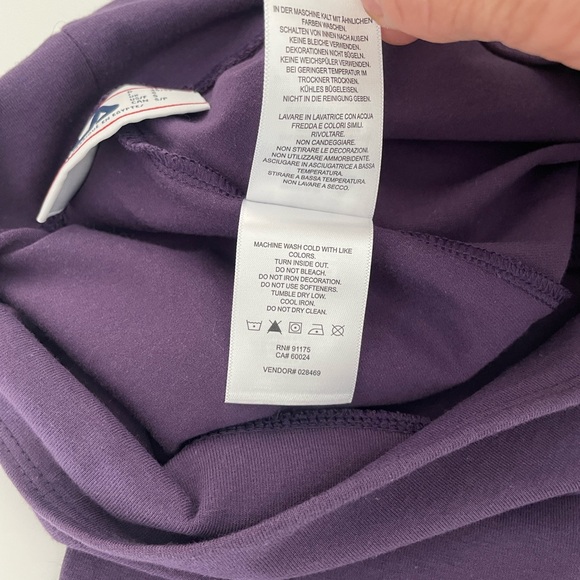 IN DER MASCHINE KALT MIT ÄHNLICHEN
FARBEN WASCHEN.
SCHALTEN VON INNEN NACH AUßEN
KEINE BLEICHE VERWENDEN.
DEKORATIONEN NICHT BÜGELN.
KEINE WEICHSPÜLER VERWENDEN.
BEI GERINGER TEMPERATUR IM
TROCKNER TROCKNEN.
KÜHLES BÜGELEISEN.
NICHT IN DIE REINIGUNG GEBEN.
LAVARE IN LAVATRICE CON ACQUA
FREDDA E COLORI SIMILI.
RIVOLTARE.
NON CANDEGGIARE.
NON STIRARE LE DECORAZIONI.
NON UTILIZZARE AMMORBIDENTE.
ASCIUGARE IN ASCIUGATRICE A BASSA
TEMPERATURA.
STIRARE A BASSA TEMPERATURA.
NON LAVARE A SECCO.
MACHINE WASH COLD WITH LIKE
COLORS.
TURN INSIDE OUT.
DO NOT BLEACH.
DO NOT IRON DECORATION.
DO NOT USE SOFTENERS.
TUMBLE DRY LOW.
COOL IRON.
DO NOT DRY CLEAN.
RN# 91175
CA# 60024
VENDOR# 028469